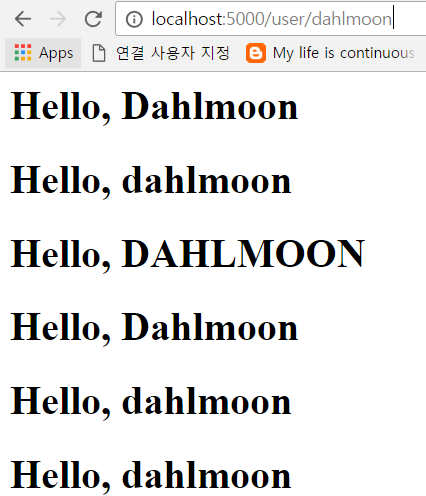 localhost:5000/user/dahlmoon
Apps 연결 사용자 지정 My life is continuous
Hello, Dahlmoon
Hello, dahlmoon
Hello, DAHLMOON
Hello, Dahlmoon
Hello, dahlmoon
Hello, dahlmoon